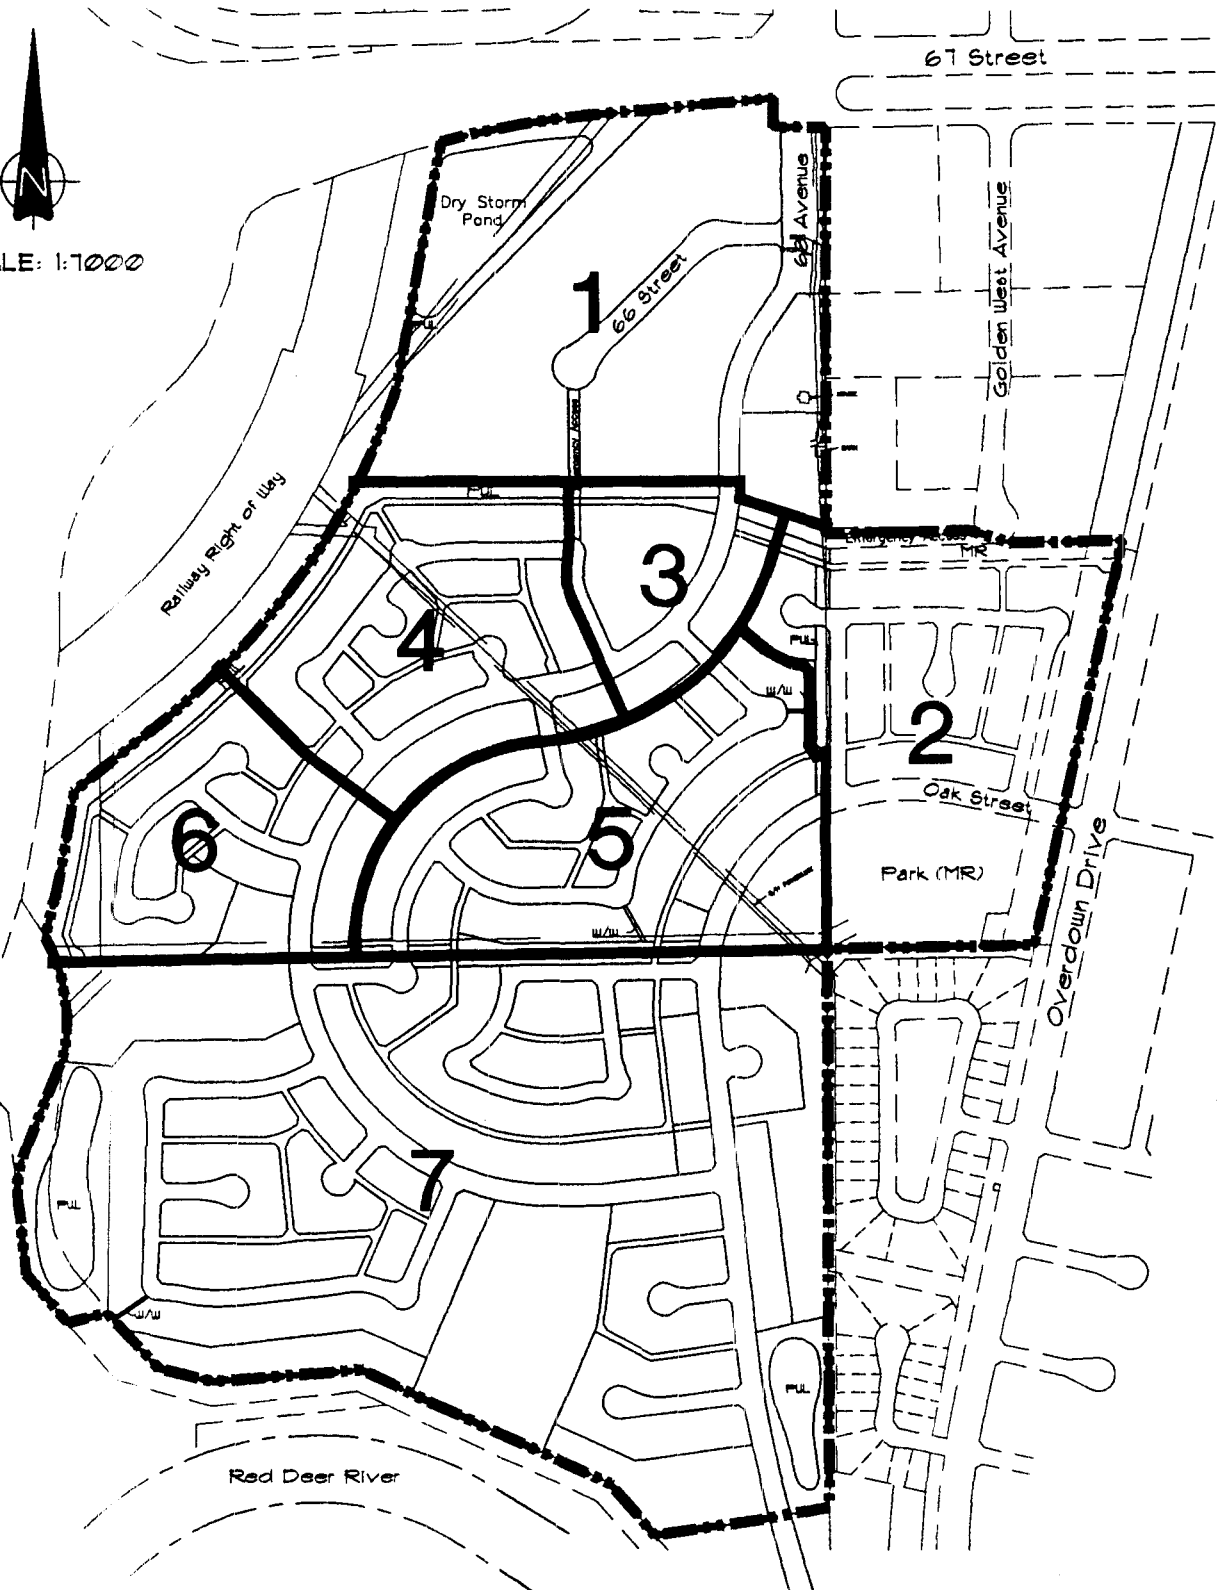 67 Street
N
LE: 1:7000
Dry Storm
Pond
Avenue
Golden West Avenue
1
66 Street
PUL
Access
Railway Right of Way
PUL
Emergency Access
MR
3
4
PUL
W/W
2
Oak Street
6
5
Park (MR)
Overdown Drive
W/W
7
PUL
W/W
PUL
Red Deer River